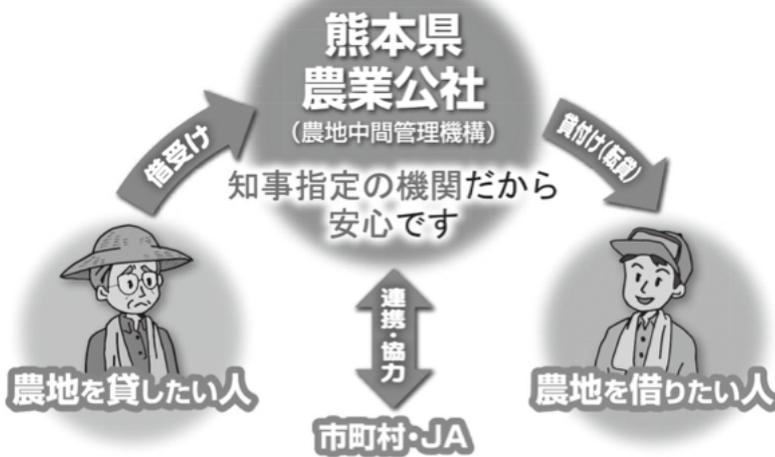 熊本県
農業公社
（農地中間管理機構）
知事指定の機関だから
安心です
借受け
貸付け（転貸）
連携・協力
農地を貸したい人
農地を借りたい人
市町村・JA